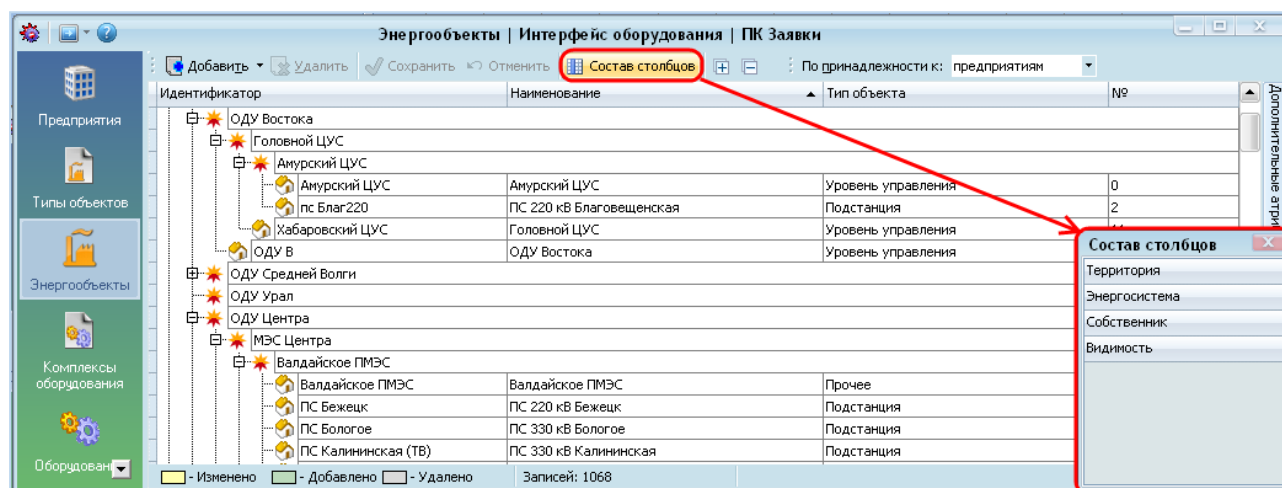 Энергообъекты | Интерфейс оборудования | ПК Заявки
Добавить Удалить Сохранить Отменить Состав столбцов По принадлежности к: предприятиям
Идентификатор Наименование Тип объекта №
ОДУ Востока
Головной ЦУС
Амурский ЦУС
Амурский ЦУС Амурский ЦУС Уровень управления 0
пс Благ220 ПС 220 кВ Благовещенская Подстанция 2
Хабаровский ЦУС Головной ЦУС Уровень управления
ОДУ В ОДУ Востока Уровень управления
ОДУ Средней Волги
ОДУ Урал
ОДУ Центра
МЭС Центра
Валдайское ПМЭС
Валдайское ПМЭС Валдайское ПМЭС Прочее
ПС Бежецк ПС 220 кВ Бежецк Подстанция
ПС Бологое ПС 330 кВ Бологое Подстанция
ПС Калининская (ТВ) ПС 330 кВ Калининская Подстанция
- Изменено - Добавлено - Удалено Записей: 1068
Предприятия
Типы объектов
Энергообъекты
Комплексы
оборудования
Оборудован
Дополнительные атри
Состав столбцов
Территория
Энергосистема
Собственник
Видимость